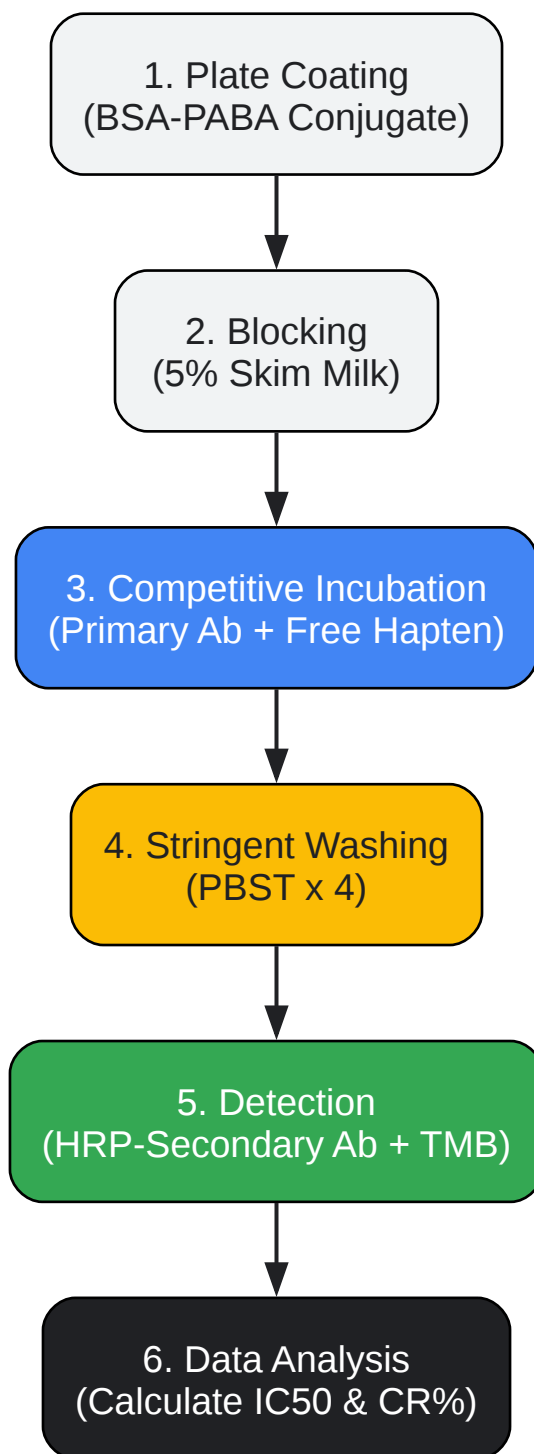 1. Plate Coating
(BSA-PABA Conjugate)
2. Blocking
(5% Skim Milk)
3. Competitive Incubation
(Primary Ab + Free Hapten)
4. Stringent Washing
(PBST x 4)
5. Detection
(HRP-Secondary Ab + TMB)
6. Data Analysis
(Calculate IC50 & CR%)